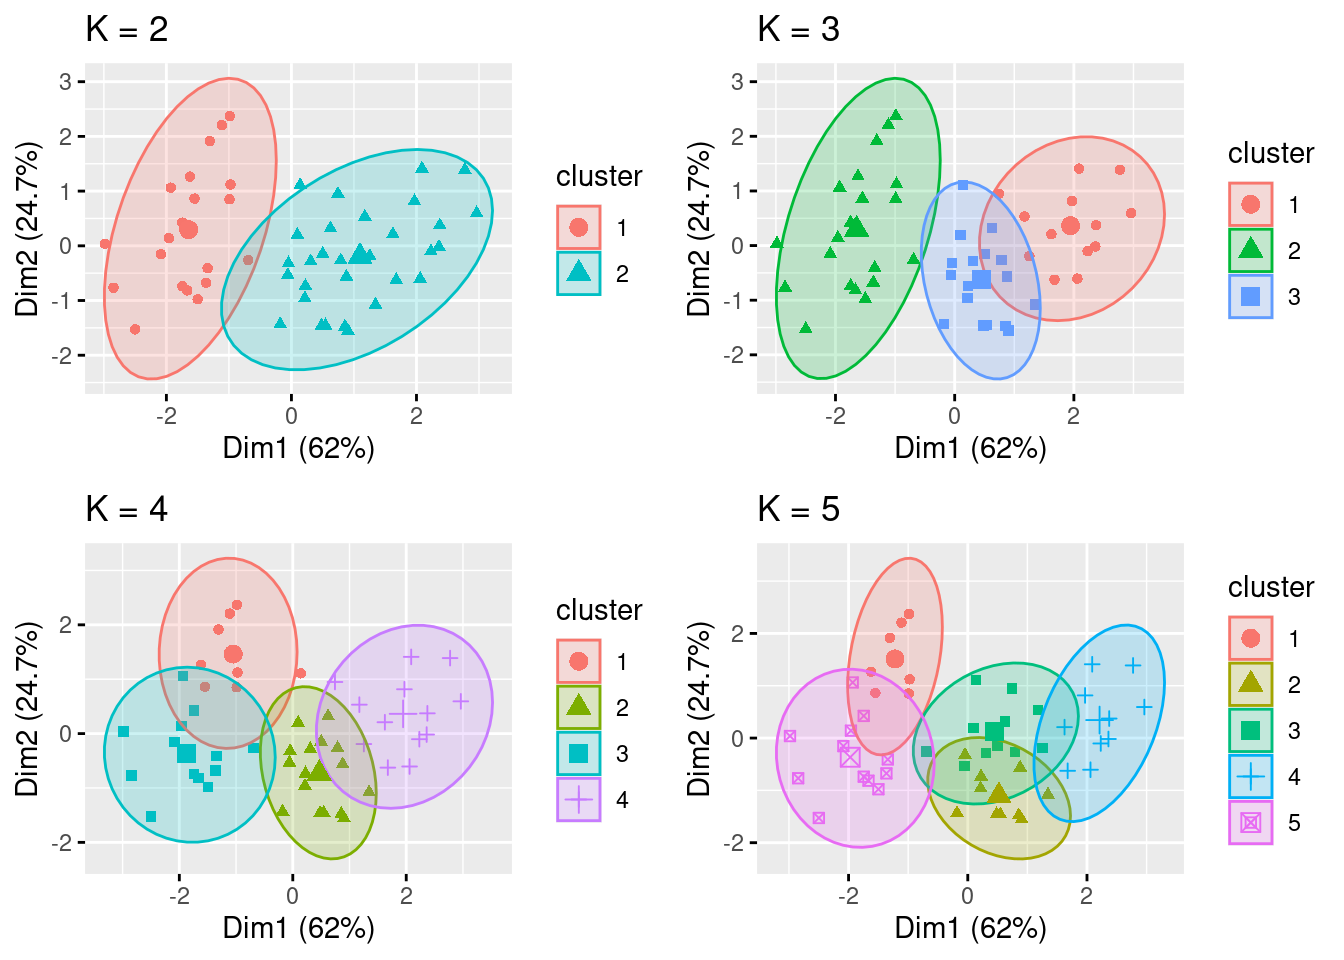 K = 2
3
2
1
0
-1
-2
Dim2 (24.7%)
-2
0
2
Dim1 (62%)
cluster
1
2
K = 3
3
2
1
0
-1
-2
Dim2 (24.7%)
-2
0
2
Dim1 (62%)
cluster
1
2
3
K = 4
2
0
-2
Dim2 (24.7%)
-2
0
2
Dim1 (62%)
cluster
1
2
3
4
K = 5
2
0
-2
Dim2 (24.7%)
-2
0
2
Dim1 (62%)
cluster
1
2
3
4
5